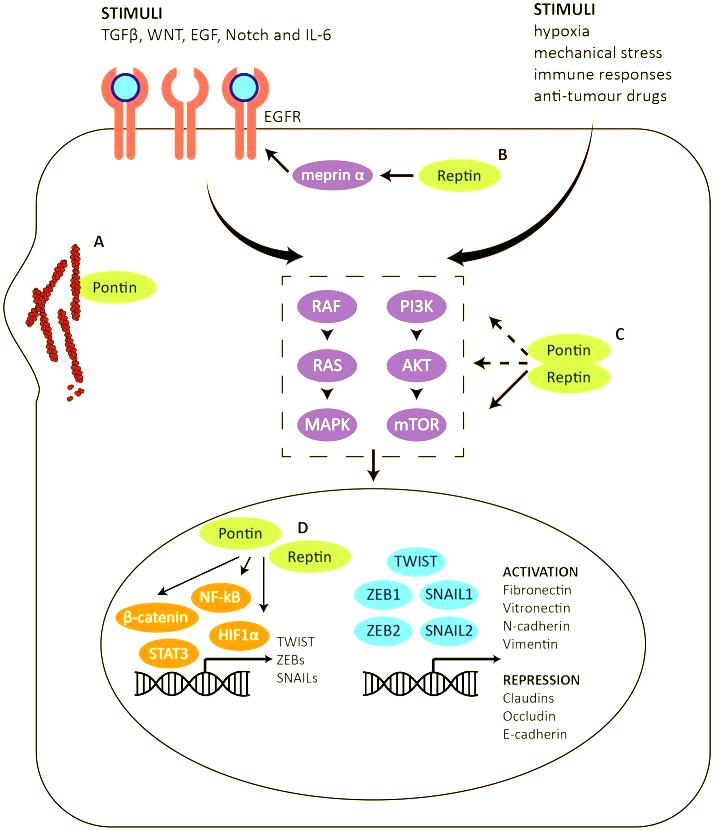 STIMULI
TGFβ, WNT, EGF, Notch and IL-6
STIMULI
hypoxia
mechanical stress
immune responses
anti-tumour drugs
EGFR
B
meprin α
Reptin
A
Pontin
RAF
PI3K
RAS
AKT
MAPK
mTOR
C
Pontin
Reptin
D
Pontin
Reptin
NF-kB
β-catenin
HIF1α
STAT3
TWIST
ZEBs
SNAILs
TWIST
ZEB1
SNAIL1
ZEB2
SNAIL2
ACTIVATION
Fibronectin
Vitronectin
N-cadherin
Vimentin
REPRESSION
Claudins
Occludin
E-cadherin